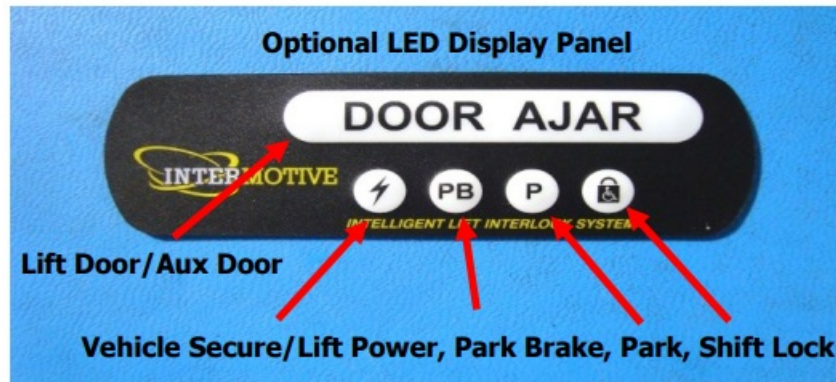 Optional LED Display Panel
DOOR AJAR
INTERMOTIVE
PB
P
INTELLIGENT LIFT INTERLOCK SYSTEM
Lift Door/Aux Door
Vehicle Secure/Lift Power, Park Brake, Park, Shift Lock